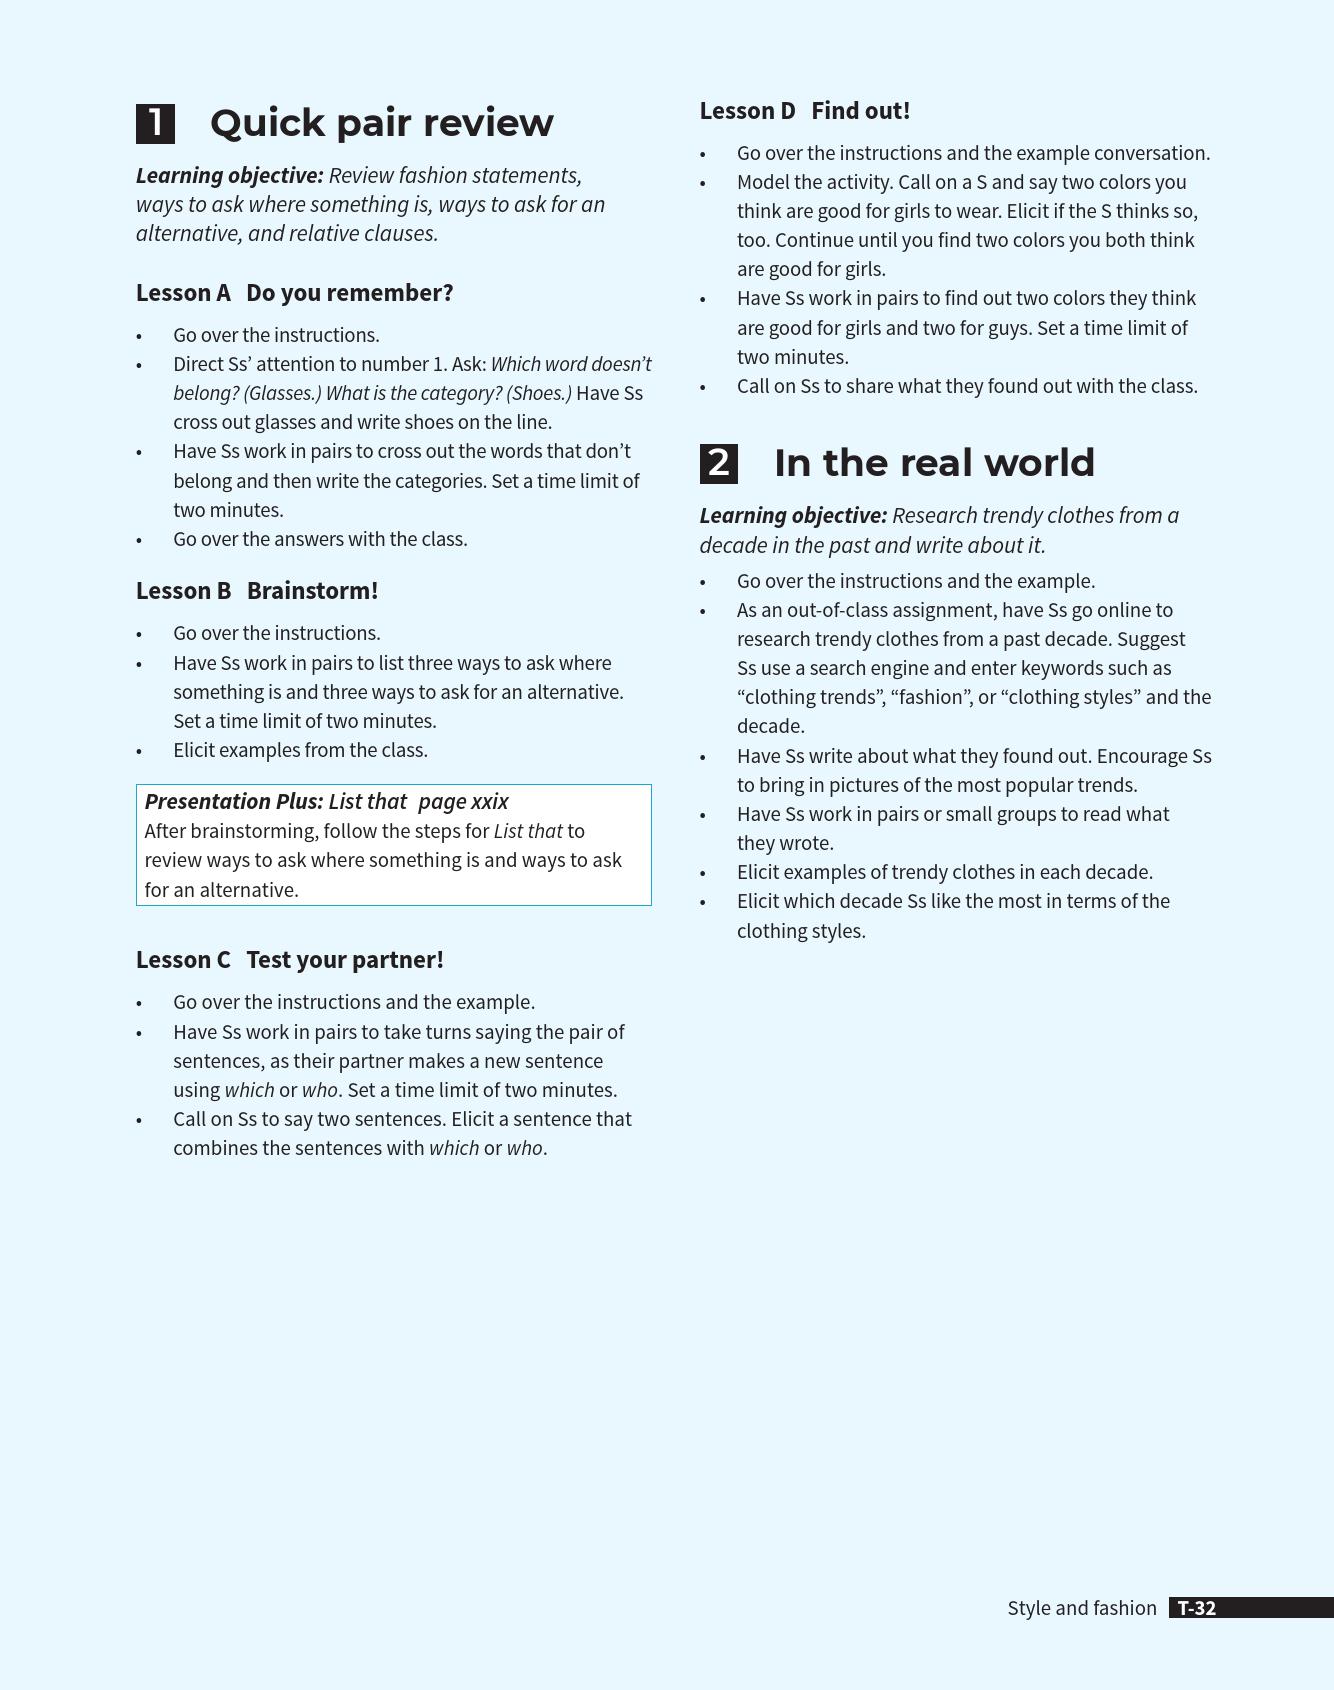 1 Quick pair review
Learning objective: Review fashion statements,
ways to ask where something is, ways to ask for an
alternative, and relative clauses.
Lesson A Do you remember?
• Go over the instructions.
• Direct Ss’ attention to number 1. Ask: Which word doesn’t
belong? (Glasses.) What is the category? (Shoes.) Have Ss
cross out glasses and write shoes on the line.
• Have Ss work in pairs to cross out the words that don’t
belong and then write the categories. Set a time limit of
two minutes.
• Go over the answers with the class.
Lesson B Brainstorm!
• Go over the instructions.
• Have Ss work in pairs to list three ways to ask where
something is and three ways to ask for an alternative.
Set a time limit of two minutes.
• Elicit examples from the class.
Presentation Plus: List that page xxix
After brainstorming, follow the steps for List that to
review ways to ask where something is and ways to ask
for an alternative.
Lesson C Test your partner!
• Go over the instructions and the example.
• Have Ss work in pairs to take turns saying the pair of
sentences, as their partner makes a new sentence
using which or who. Set a time limit of two minutes.
• Call on Ss to say two sentences. Elicit a sentence that
combines the sentences with which or who.
Lesson D Find out!
• Go over the instructions and the example conversation.
• Model the activity. Call on a S and say two colors you
think are good for girls to wear. Elicit if the S thinks so,
too. Continue until you find two colors you both think
are good for girls.
• Have Ss work in pairs to find out two colors they think
are good for girls and two for guys. Set a time limit of
two minutes.
• Call on Ss to share what they found out with the class.
2 In the real world
Learning objective: Research trendy clothes from a
decade in the past and write about it.
• Go over the instructions and the example.
• As an out-of-class assignment, have Ss go online to
research trendy clothes from a past decade. Suggest
Ss use a search engine and enter keywords such as
“clothing trends”, “fashion”, or “clothing styles” and the
decade.
• Have Ss write about what they found out. Encourage Ss
to bring in pictures of the most popular trends.
• Have Ss work in pairs or small groups to read what
they wrote.
• Elicit examples of trendy clothes in each decade.
• Elicit which decade Ss like the most in terms of the
clothing styles.
Style and fashion T-32